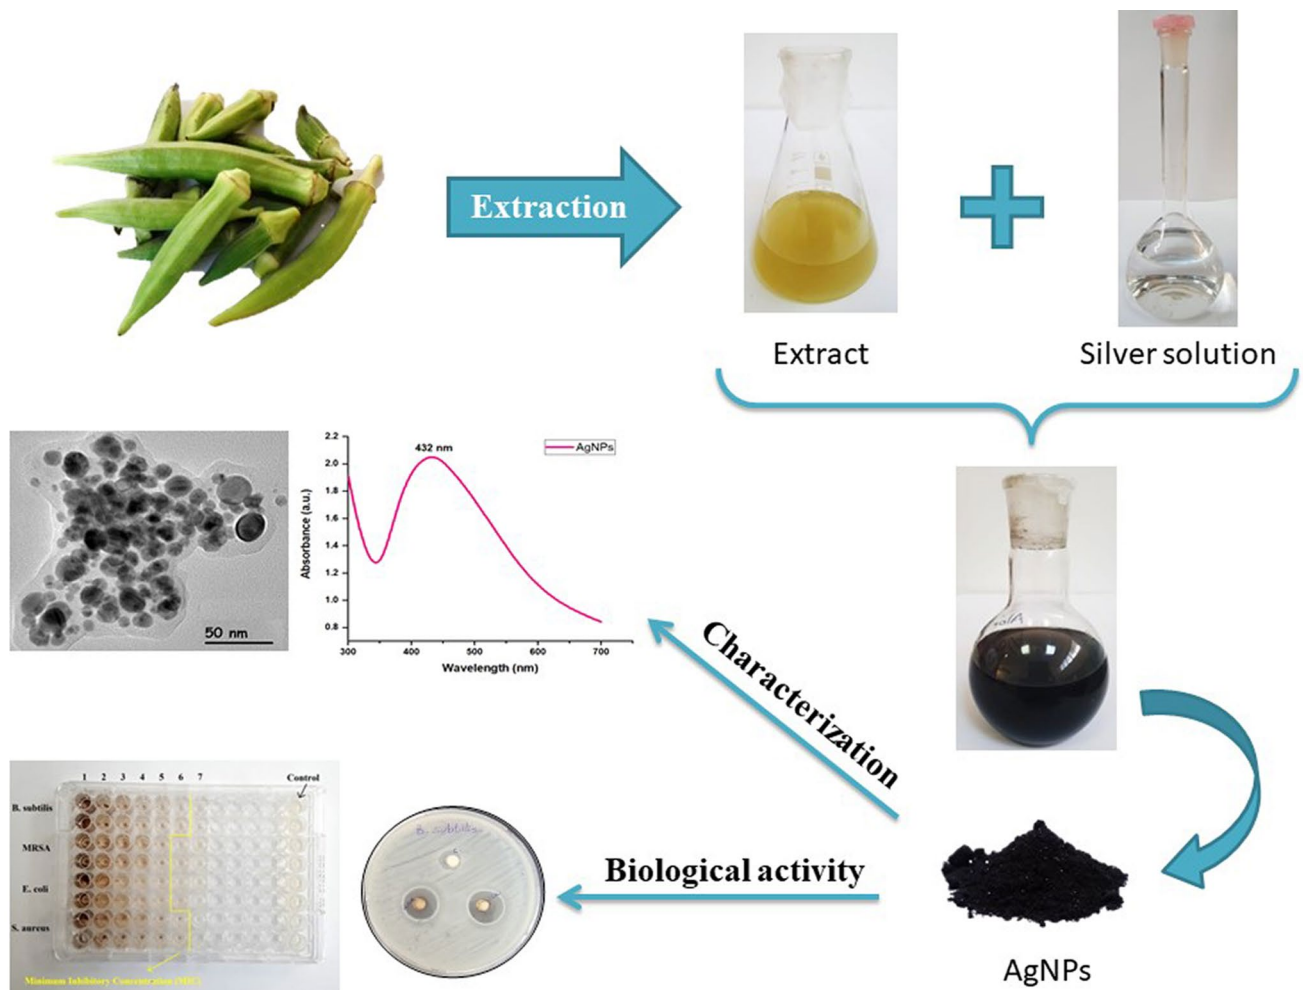 Extraction
Extract
Silver solution
2.2
2.0
1.8
1.6
1.4
1.2
1.0
0.8
300 400 500 600 700
Absorbance (a.u.)
Wavelength (nm)
432 nm
AgNPs
50 nm
Characterization
Biological activity
AgNPs
1 2 3 4 5 6 7
Control
B. subtilis
MRSA
E. coli
S. aureus
Minimum Inhibitory Concentration (MIC)
B. subtilis